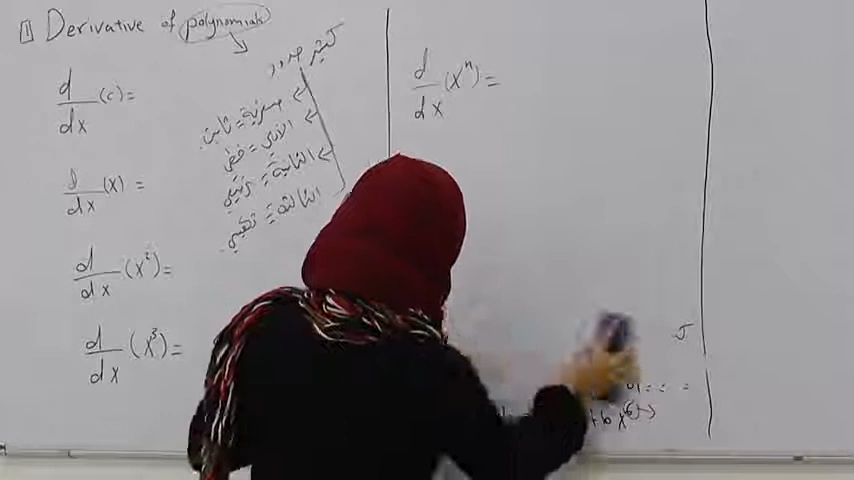 1 Derivative of polynomials
كثير حدود
d/dx (c) =
صفرية = ثابت
الأولى = خطي
d/dx (x) =
الثانية = تربيعي
الثالثة = تكعيبي
d/dx (x²) =
d/dx (x³) =
d/dx (xⁿ) =